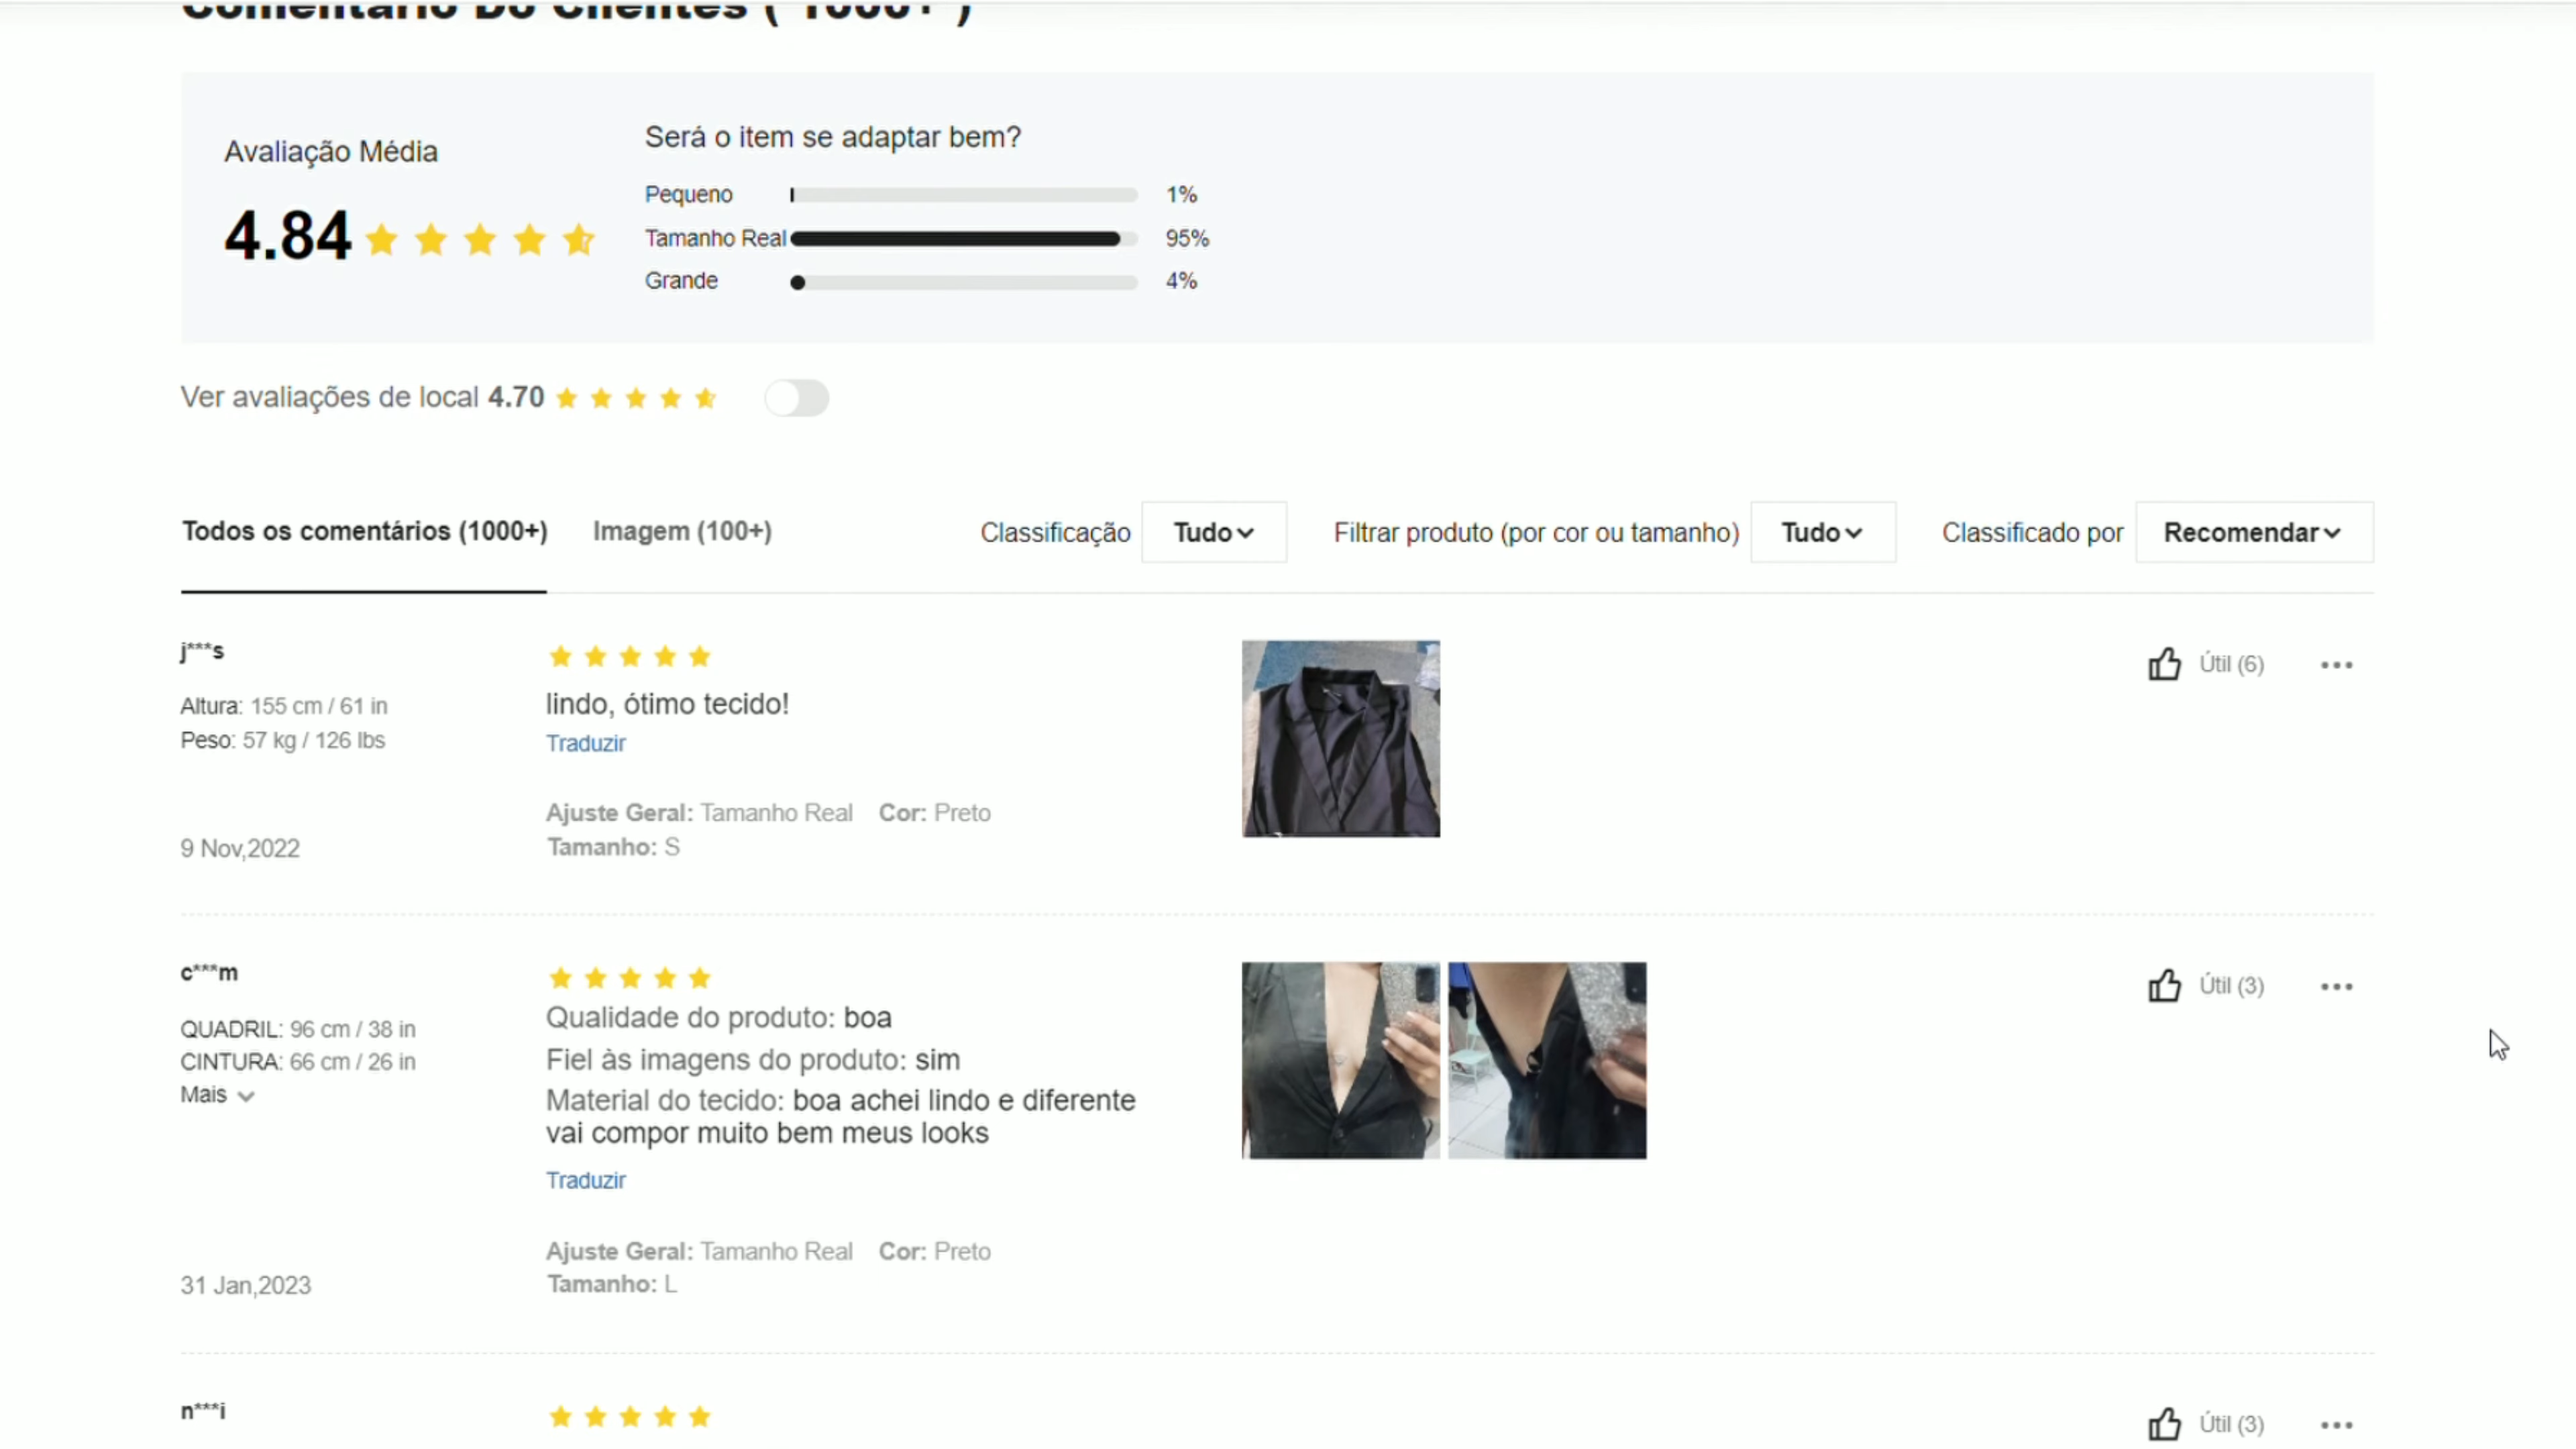 Comentário Do Clientes ( 1000+ )
Avaliação Média
4.84
Será o item se adaptar bem?
Pequeno 1%
Tamanho Real 95%
Grande 4%
Ver avaliações de local 4.70
Todos os comentários (1000+) Imagem (100+) Classificação Tudo Filtrar produto (por cor ou tamanho) Tudo Classificado por Recomendar
j***s
Altura: 155 cm / 61 in
Peso: 57 kg / 126 lbs
9 Nov,2022
lindo, ótimo tecido!
Traduzir
Ajuste Geral: Tamanho Real Cor: Preto
Tamanho: S
Útil (6)
c***m
QUADRIL: 96 cm / 38 in
CINTURA: 66 cm / 26 in
Mais
31 Jan,2023
Qualidade do produto: boa
Fiel às imagens do produto: sim
Material do tecido: boa achei lindo e diferente
vai compor muito bem meus looks
Traduzir
Ajuste Geral: Tamanho Real Cor: Preto
Tamanho: L
Útil (3)
n***i
Útil (3)